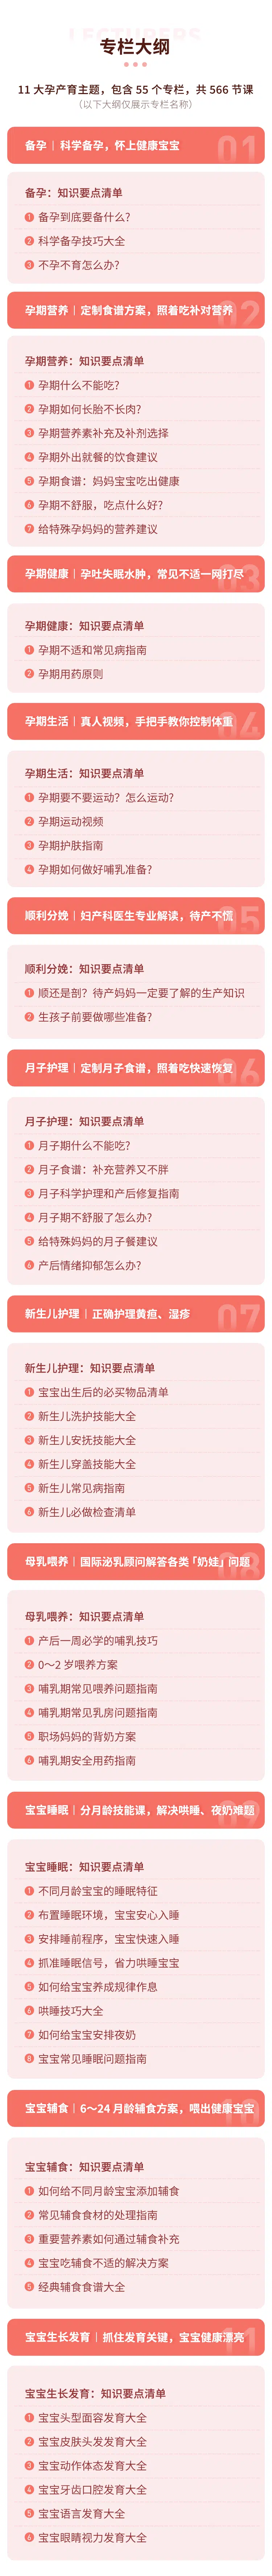 LECTURERS
专栏大纲
11 大孕产育主题，包含 55 个专栏，共 566 节课
（以下大纲仅展示专栏名称）
备孕｜科学备孕，怀上健康宝宝 01
备孕：知识要点清单
1 备孕到底要备什么？
2 科学备孕技巧大全
3 不孕不育怎么办？
孕期营养｜定制食谱方案，照着吃补对营养 02
孕期营养：知识要点清单
1 孕期什么不能吃？
2 孕期如何长胎不长肉？
3 孕期营养素补充及补剂选择
4 孕期外出就餐的饮食建议
5 孕期食谱：妈妈宝宝吃出健康
6 孕期不舒服，吃点什么好？
7 给特殊孕妈妈的营养建议
孕期健康｜孕吐失眠水肿，常见不适一网打尽 03
孕期健康：知识要点清单
1 孕期不适和常见病指南
2 孕期用药原则
孕期生活｜真人视频，手把手教你控制体重 04
孕期生活：知识要点清单
1 孕期要不要运动？怎么运动？
2 孕期运动视频
3 孕期护肤指南
4 孕期如何做好哺乳准备？
顺利分娩｜妇产科医生专业解读，待产不慌 05
顺利分娩：知识要点清单
1 顺还是剖？待产妈妈一定要了解的生产知识
2 生孩子前要做哪些准备？
月子护理｜定制月子食谱，照着吃快速恢复 06
月子护理：知识要点清单
1 月子期什么不能吃？
2 月子食谱：补充营养又不胖
3 月子科学护理和产后修复指南
4 月子期不舒服了怎么办？
5 给特殊妈妈的月子餐建议
6 产后情绪抑郁怎么办？
新生儿护理｜正确护理黄疸、湿疹 07
新生儿护理：知识要点清单
1 宝宝出生后的必买物品清单
2 新生儿洗护技能大全
3 新生儿安抚技能大全
4 新生儿穿盖技能大全
5 新生儿常见病指南
6 新生儿必做检查清单
母乳喂养｜国际泌乳顾问解答各类「奶娃」问题 08
母乳喂养：知识要点清单
1 产后一周必学的哺乳技巧
2 0～2 岁喂养方案
3 哺乳期常见喂养问题指南
4 哺乳期常见乳房问题指南
5 职场妈妈的背奶方案
6 哺乳期安全用药指南
宝宝睡眠｜分月龄技能课，解决哄睡、夜奶难题 09
宝宝睡眠：知识要点清单
1 不同月龄宝宝的睡眠特征
2 布置睡眠环境，宝宝安心入睡
3 安排睡前程序，宝宝快速入睡
4 抓准睡眠信号，省力哄睡宝宝
5 如何给宝宝养成规律作息
6 哄睡技巧大全
7 如何给宝宝安排夜奶
8 宝宝常见睡眠问题指南
宝宝辅食｜6～24 月龄辅食方案，喂出健康宝宝 10
宝宝辅食：知识要点清单
1 如何给不同月龄宝宝添加辅食
2 常见辅食食材的处理指南
3 重要营养素如何通过辅食补充
4 宝宝吃辅食不适的解决方案
5 经典辅食食谱大全
宝宝生长发育｜抓住发育关键，宝宝健康漂亮 11
宝宝生长发育：知识要点清单
1 宝宝头型面容发育大全
2 宝宝皮肤头发发育大全
3 宝宝动作体态发育大全
4 宝宝牙齿口腔发育大全
5 宝宝语言发育大全
6 宝宝眼睛视力发育大全